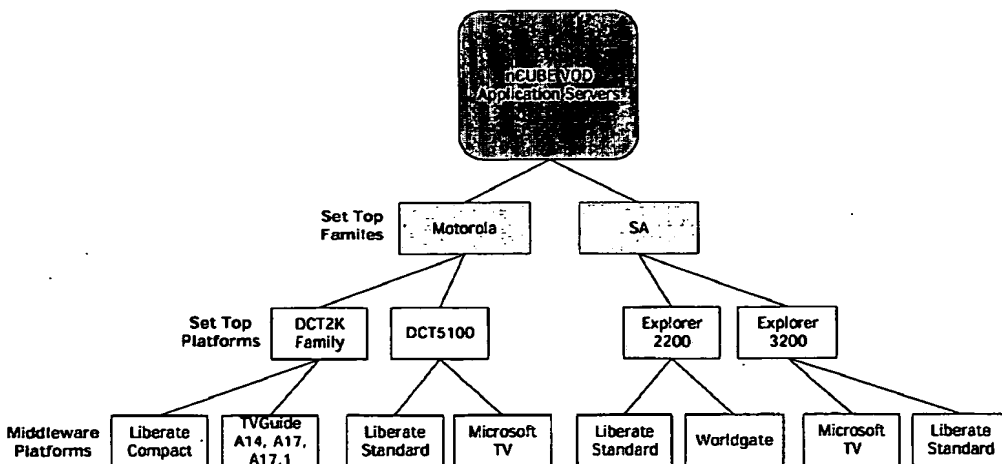 nCUBE VOD
Application Servers
Set Top
Familes
Motorola
SA
Set Top
Platforms
DCT2K
Family
DCT5100
Explorer
2200
Explorer
3200
Middleware
Platforms
Liberate
Compact
TVGuide
A14, A17,
A17.1
Liberate
Standard
Microsoft
TV
Liberate
Standard
Worldgate
Microsoft
TV
Liberate
Standard